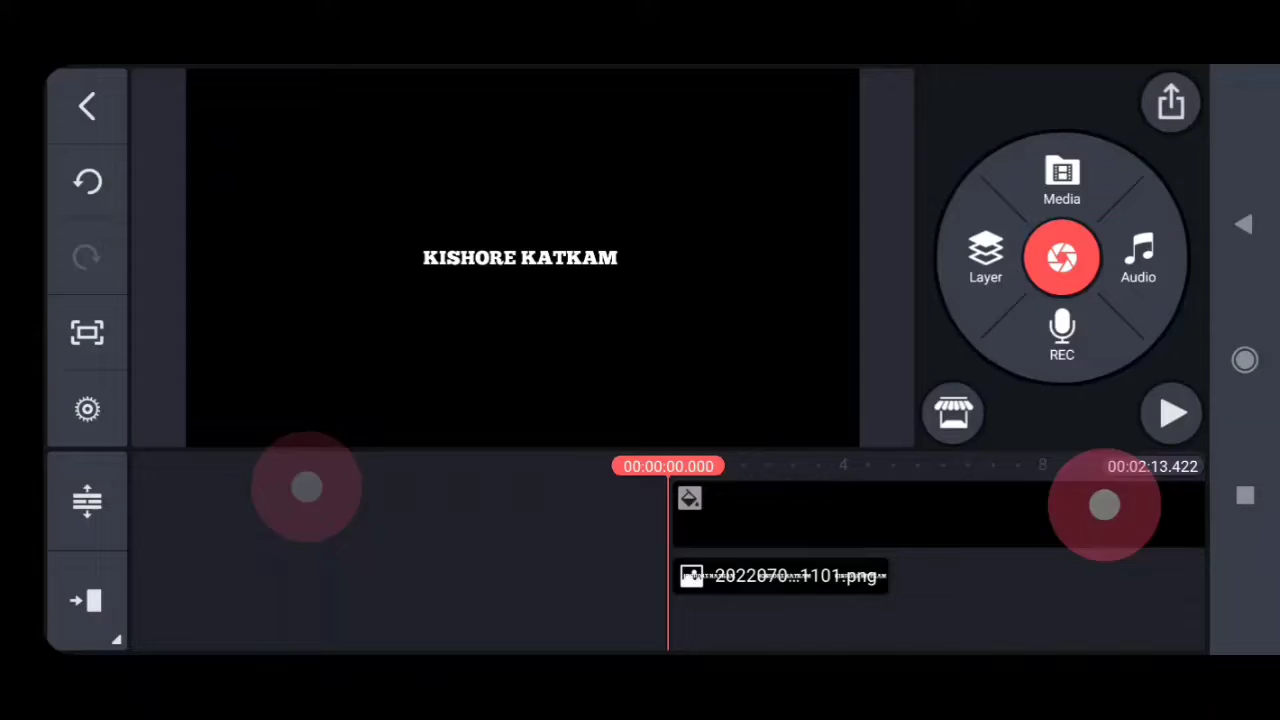 Media
KISHORE KATKAM
Layer
Audio
REC
00:00:00.000
4
8
00:02:13.422
2022070...1101.png